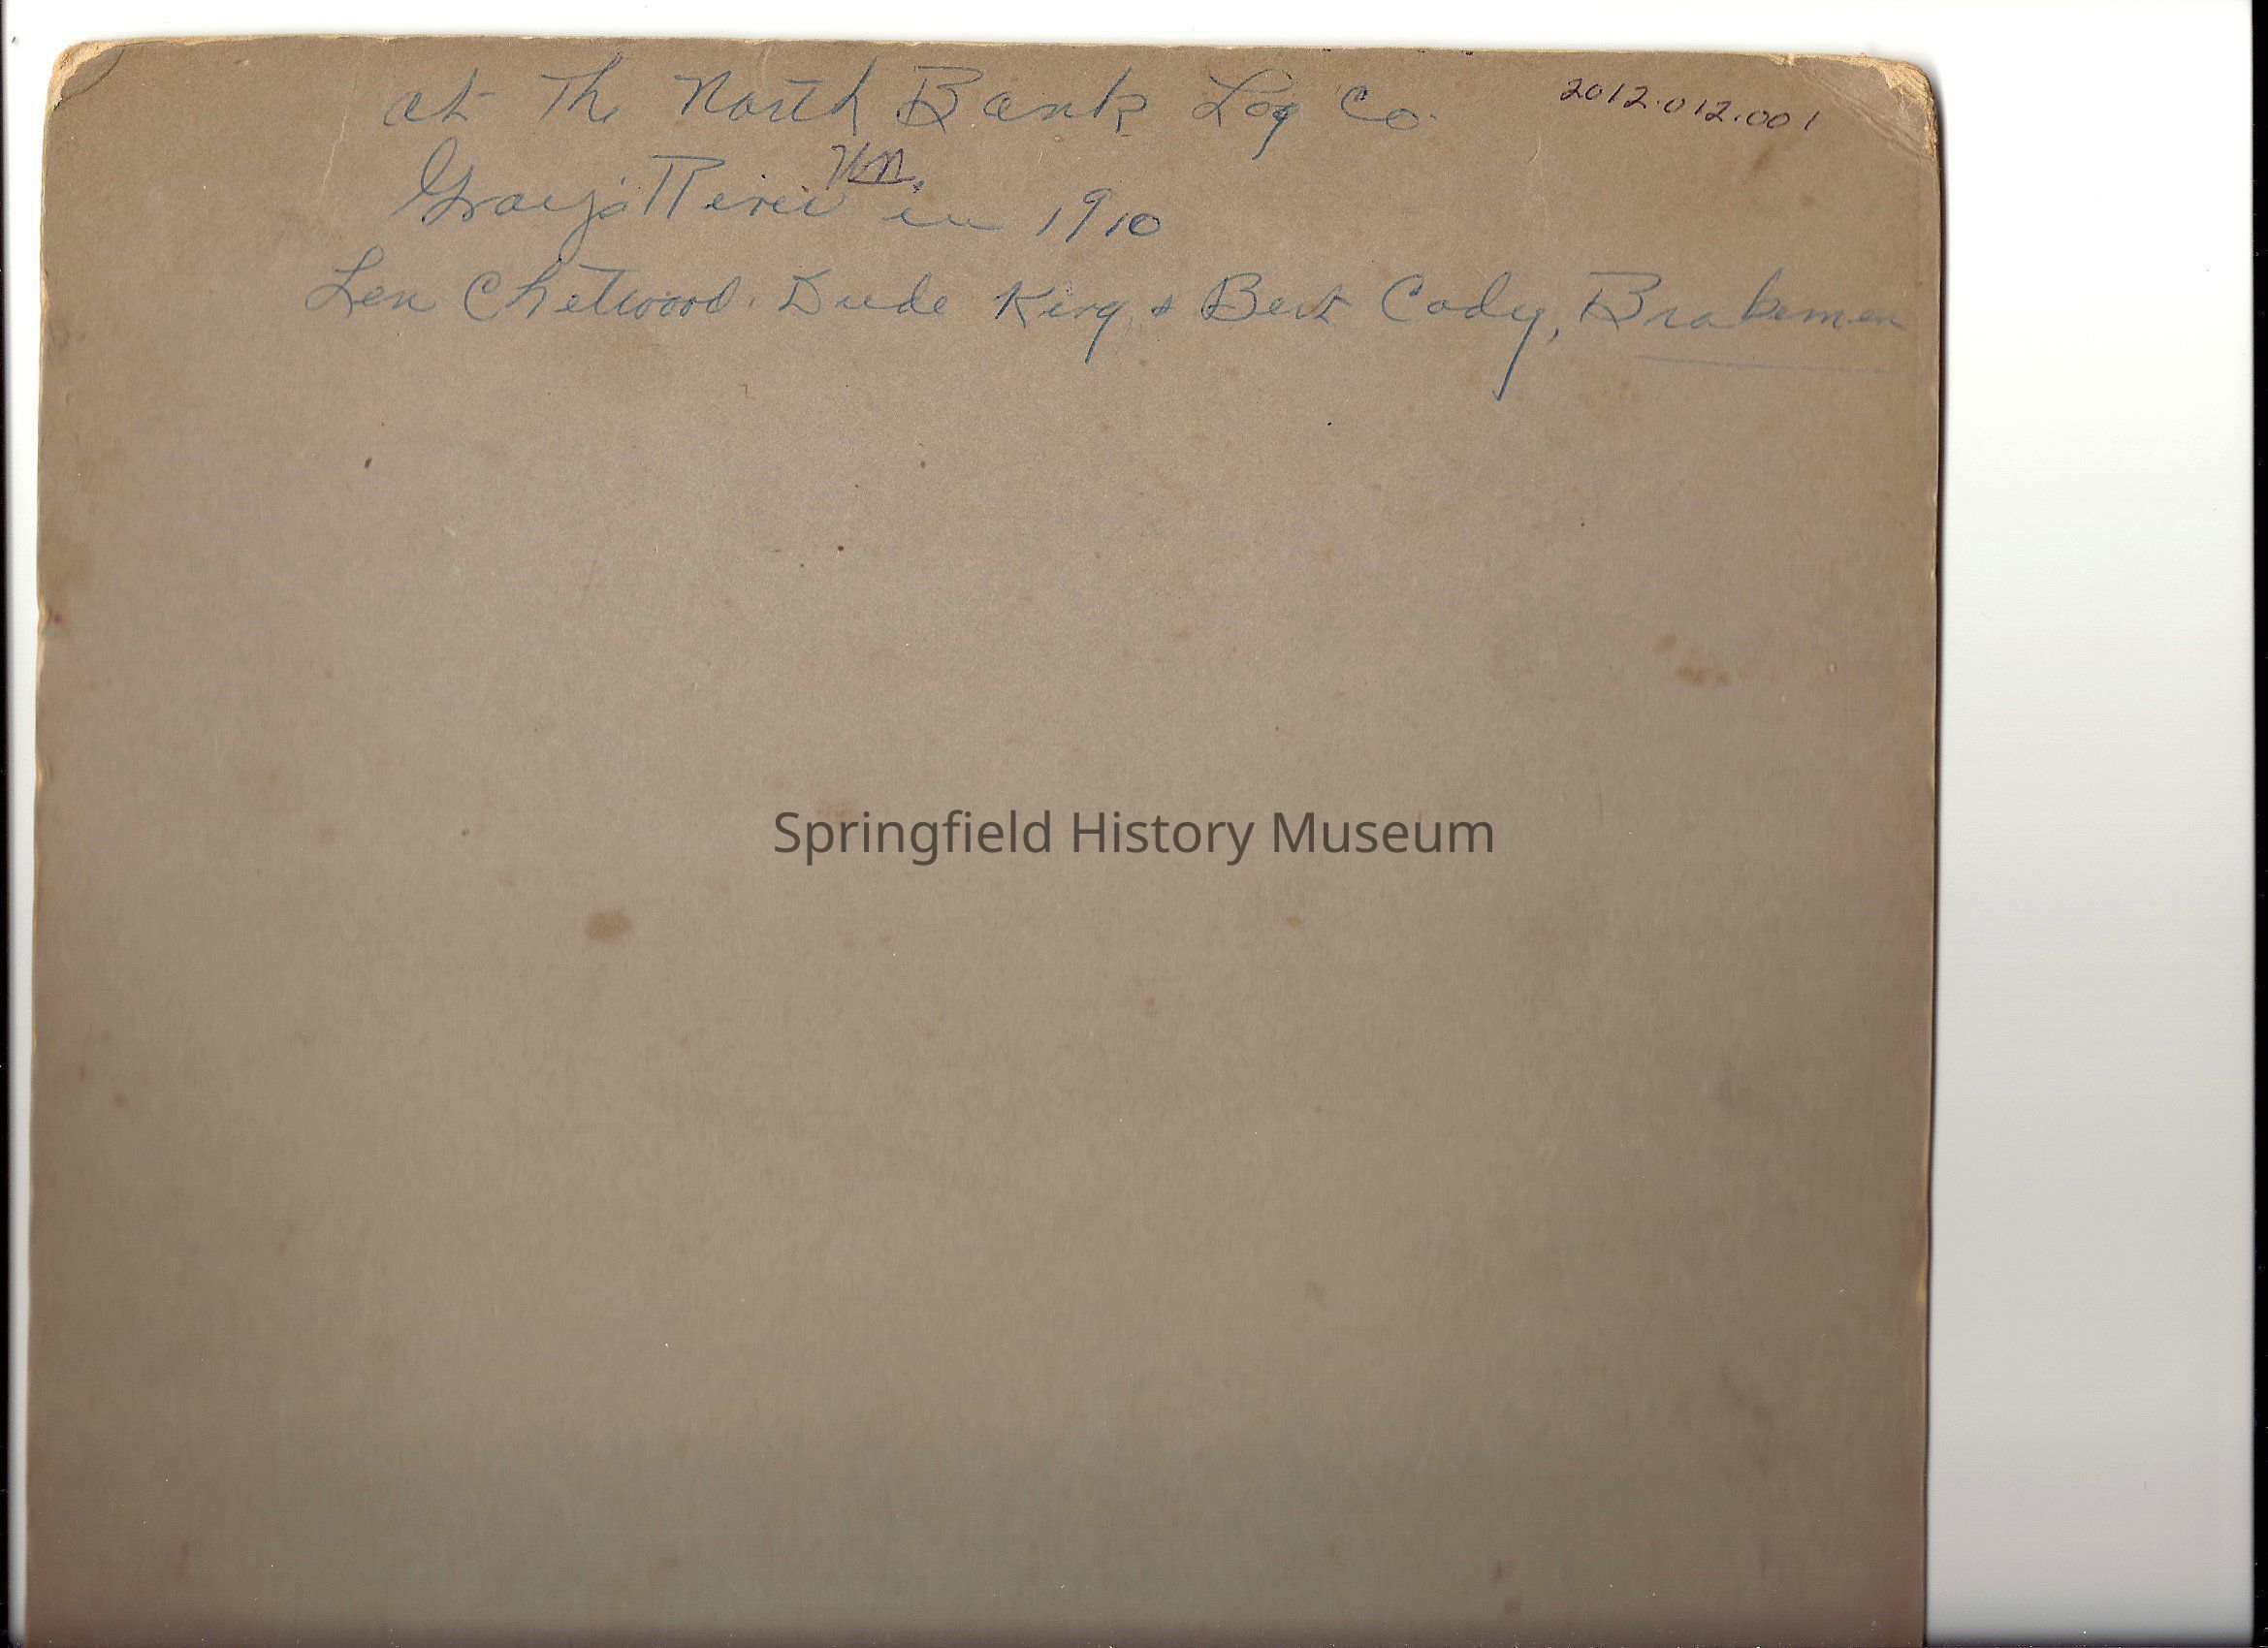 at The North Bank Log Co.
2012.012.001
Wn.
Grays River in 1910
Len Chetwood. Dude King & Bert Cody, Brakemen
Springfield History Museum